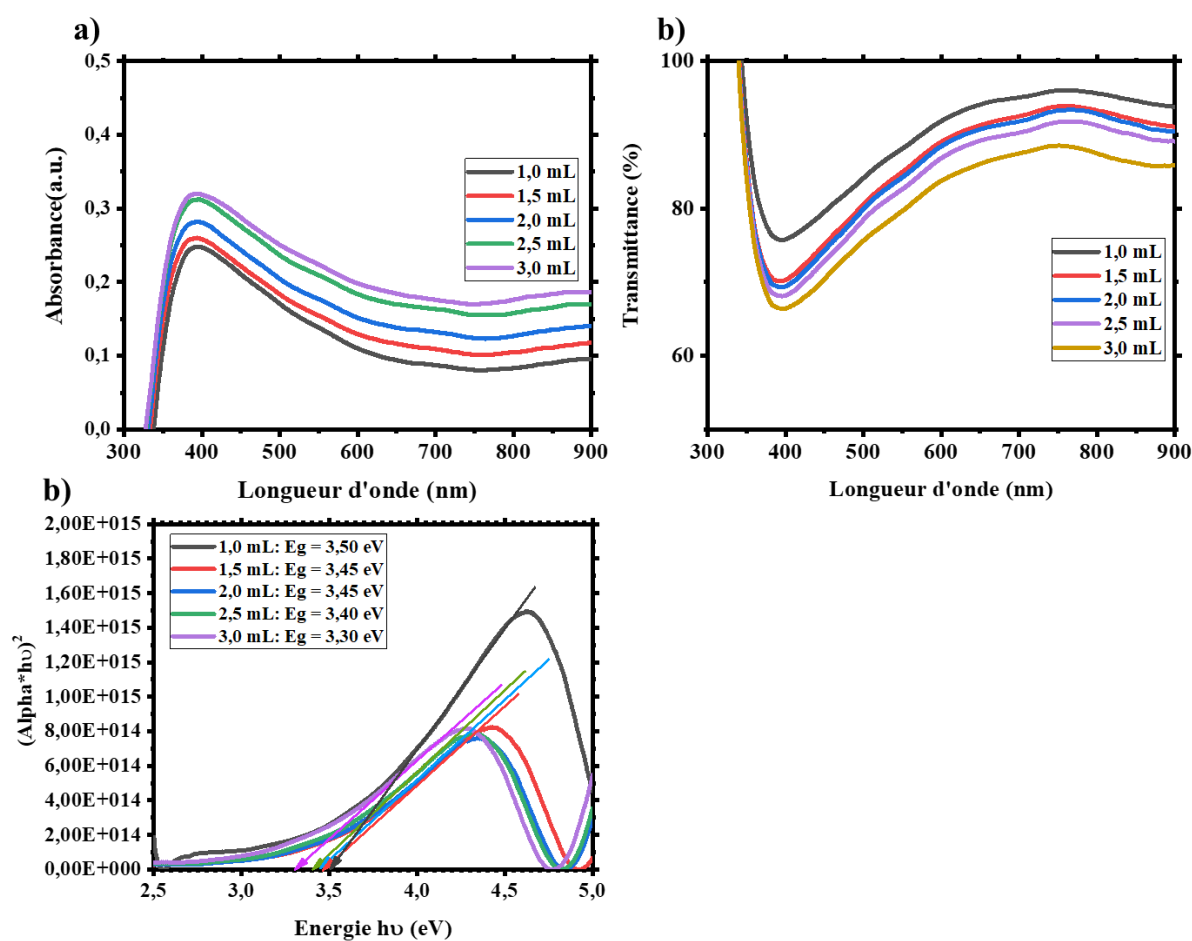 a)
0,5
0,4
0,3
0,2
0,1
0,0
Absorbance(a.u.)
1,0 mL
1,5 mL
2,0 mL
2,5 mL
3,0 mL
300 400 500 600 700 800 900
Longueur d'onde (nm)
b)
100
80
60
Transmittance (%)
1,0 mL
1,5 mL
2,0 mL
2,5 mL
3,0 mL
300 400 500 600 700 800 900
Longueur d'onde (nm)
b)
2,00E+015
1,80E+015
1,60E+015
1,40E+015
1,20E+015
1,00E+015
8,00E+014
6,00E+014
4,00E+014
2,00E+014
0,00E+000
(Alpha*hυ)²
1,0 mL: Eg = 3,50 eV
1,5 mL: Eg = 3,45 eV
2,0 mL: Eg = 3,45 eV
2,5 mL: Eg = 3,40 eV
3,0 mL: Eg = 3,30 eV
2,5 3,0 3,5 4,0 4,5 5,0
Energie hυ (eV)